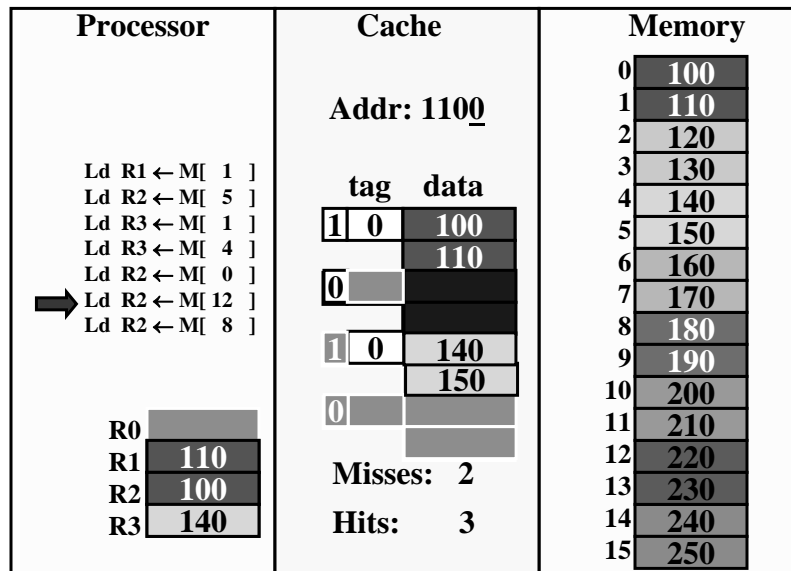 Processor
Ld R1 ← M[ 1 ]
Ld R2 ← M[ 5 ]
Ld R3 ← M[ 1 ]
Ld R3 ← M[ 4 ]
Ld R2 ← M[ 0 ]
Ld R2 ← M[ 12 ]
Ld R2 ← M[ 8 ]
R0
R1 110
R2 100
R3 140
Cache
Addr: 1100
tag data
1 0 100
110
0
1 0 140
150
0
Misses: 2
Hits: 3
Memory
0 100
1 110
2 120
3 130
4 140
5 150
6 160
7 170
8 180
9 190
10 200
11 210
12 220
13 230
14 240
15 250